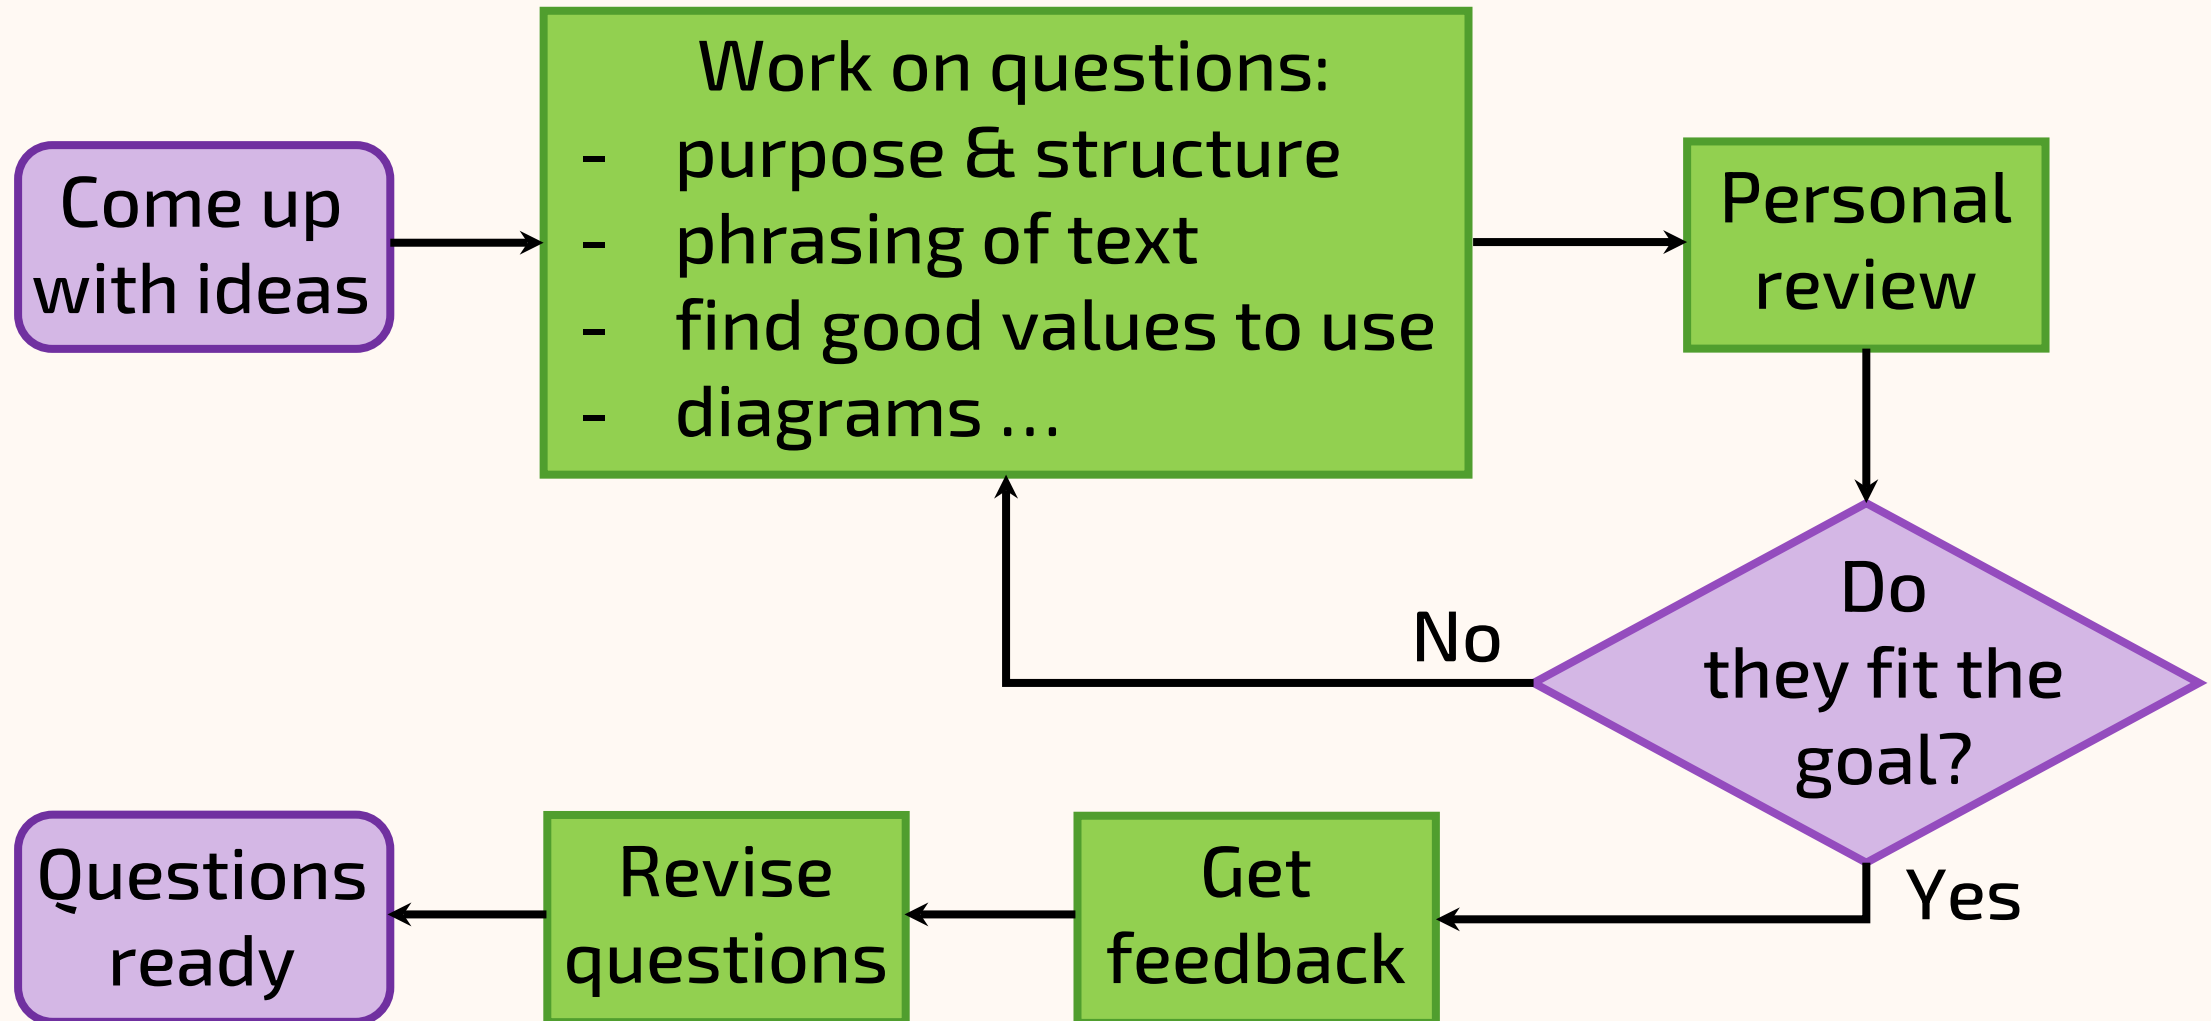 Come up
with ideas
Work on questions:
- purpose & structure
- phrasing of text
- find good values to use
- diagrams …
Personal
review
Do
they fit the
goal?
No
Yes
Get
feedback
Revise
questions
Questions
ready